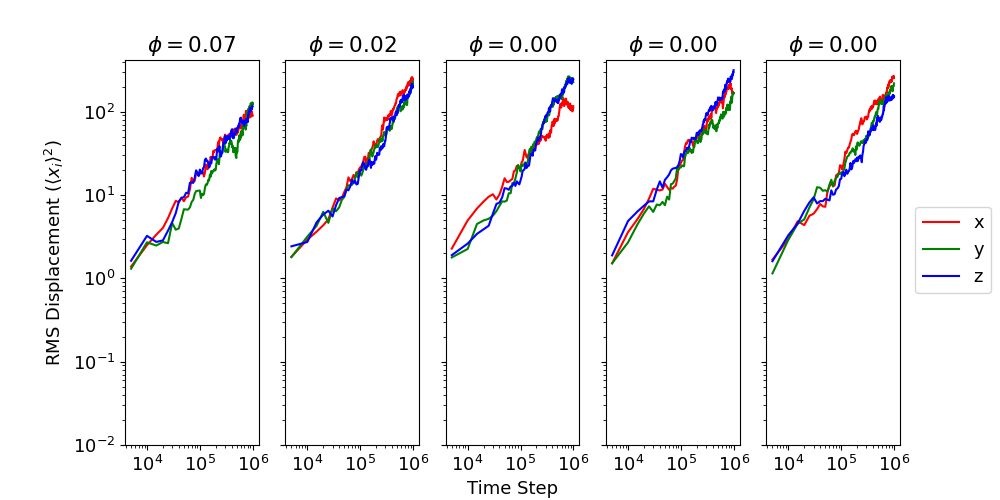 ϕ = 0.07 ϕ = 0.02 ϕ = 0.00 ϕ = 0.00 ϕ = 0.00
RMS Displacement (⟨x_i⟩²)
10²
10¹
10⁰
10⁻¹
10⁻²
10⁴ 10⁵ 10⁶ 10⁴ 10⁵ 10⁶ 10⁴ 10⁵ 10⁶ 10⁴ 10⁵ 10⁶ 10⁴ 10⁵ 10⁶
Time Step
x
y
z